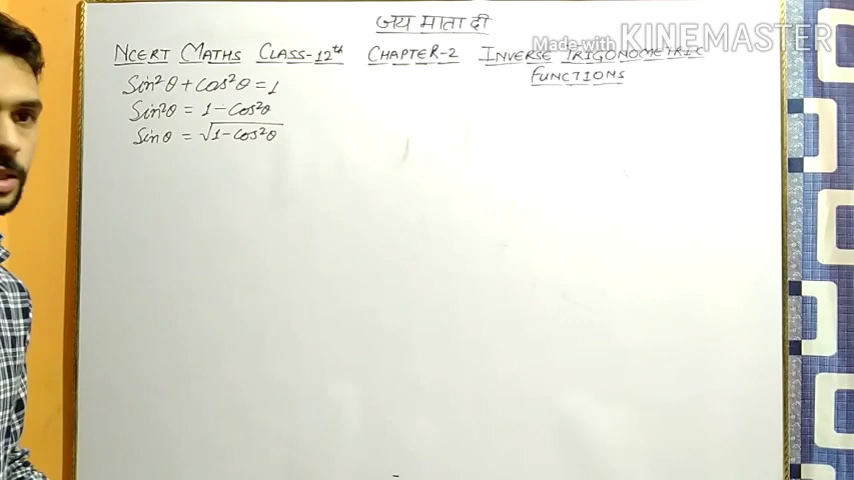 जय माता दी
Made with KINEMASTER
NCERT MATHS CLASS-12th CHAPTER-2 INVERSE TRIGONOMETRIC
FUNCTIONS
Sin²θ + Cos²θ = 1
Sin²θ = 1 - Cos²θ
Sin θ = √1 - Cos²θ